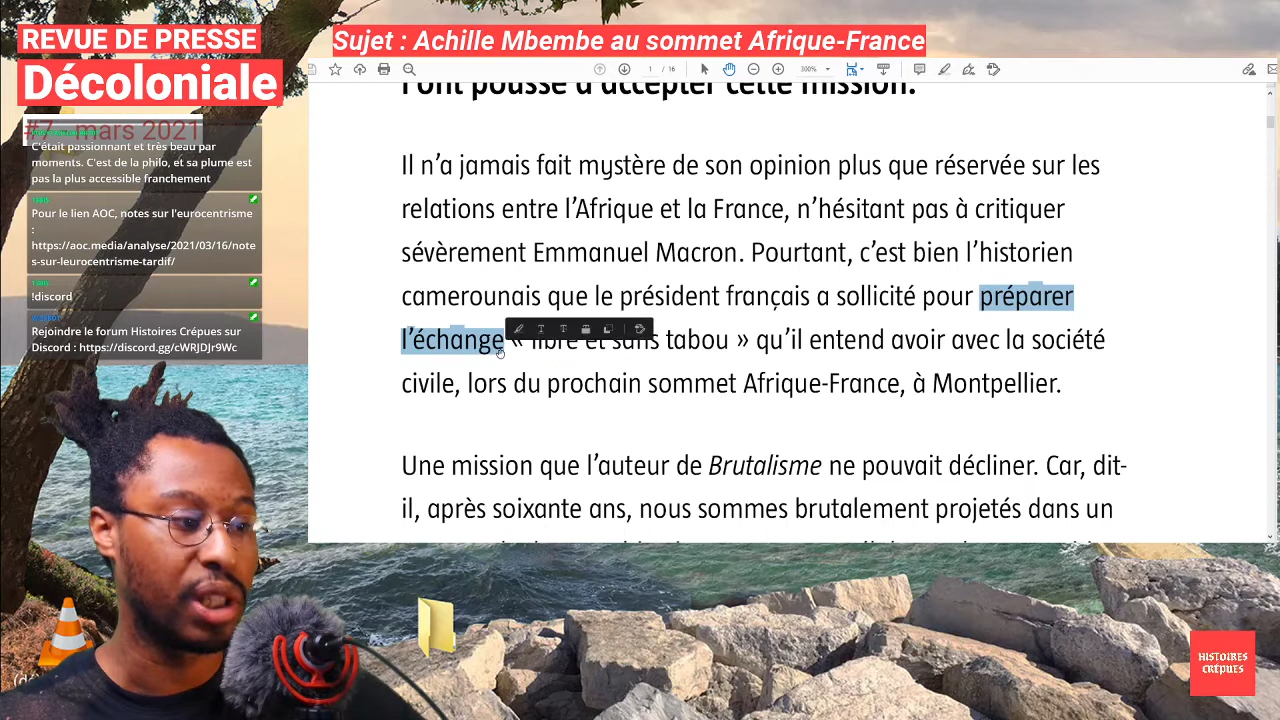 REVUE DE PRESSE
Décoloniale
#7 - mars 2021
Sujet : Achille Mbembe au sommet Afrique-France
1 / 16
300%
C'était passionnant et très beau par
moments. C'est de la philo, et sa plume est
pas la plus accessible franchement
Pour le lien AOC, notes sur l'eurocentrisme
:
https://aoc.media/analyse/2021/03/16/note
s-sur-leurocentrisme-tardif/
!discord
Rejoindre le forum Histoires Crépues sur
Discord : https://discord.gg/cWRJDJr9Wc
l'ont poussé à accepter cette mission.
Il n'a jamais fait mystère de son opinion plus que réservée sur les
relations entre l'Afrique et la France, n'hésitant pas à critiquer
sévèrement Emmanuel Macron. Pourtant, c'est bien l'historien
camerounais que le président français a sollicité pour préparer
l'échange « libre et sans tabou » qu'il entend avoir avec la société
civile, lors du prochain sommet Afrique-France, à Montpellier.
Une mission que l'auteur de Brutalisme ne pouvait décliner. Car, dit-
il, après soixante ans, nous sommes brutalement projetés dans un
HISTOIRES
CRÉPUES